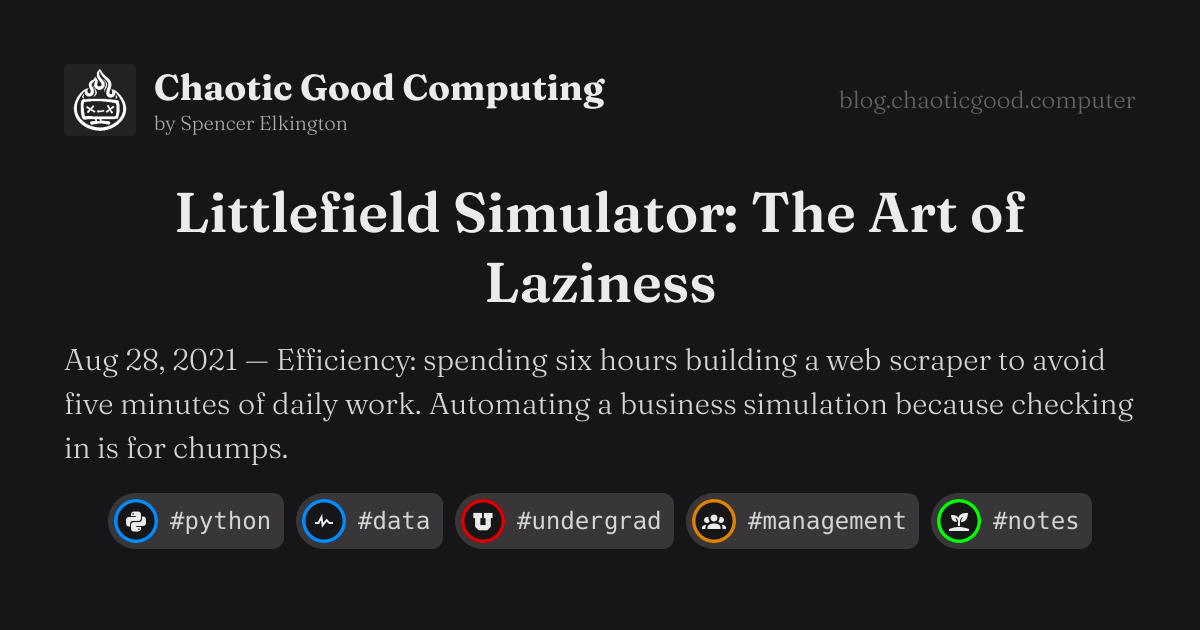 Chaotic Good Computing
by Spencer Elkington
blog.chaoticgood.computer
Littlefield Simulator: The Art of
Laziness
Aug 28, 2021 — Efficiency: spending six hours building a web scraper to avoid
five minutes of daily work. Automating a business simulation because checking
in is for chumps.
#python #data #undergrad #management #notes